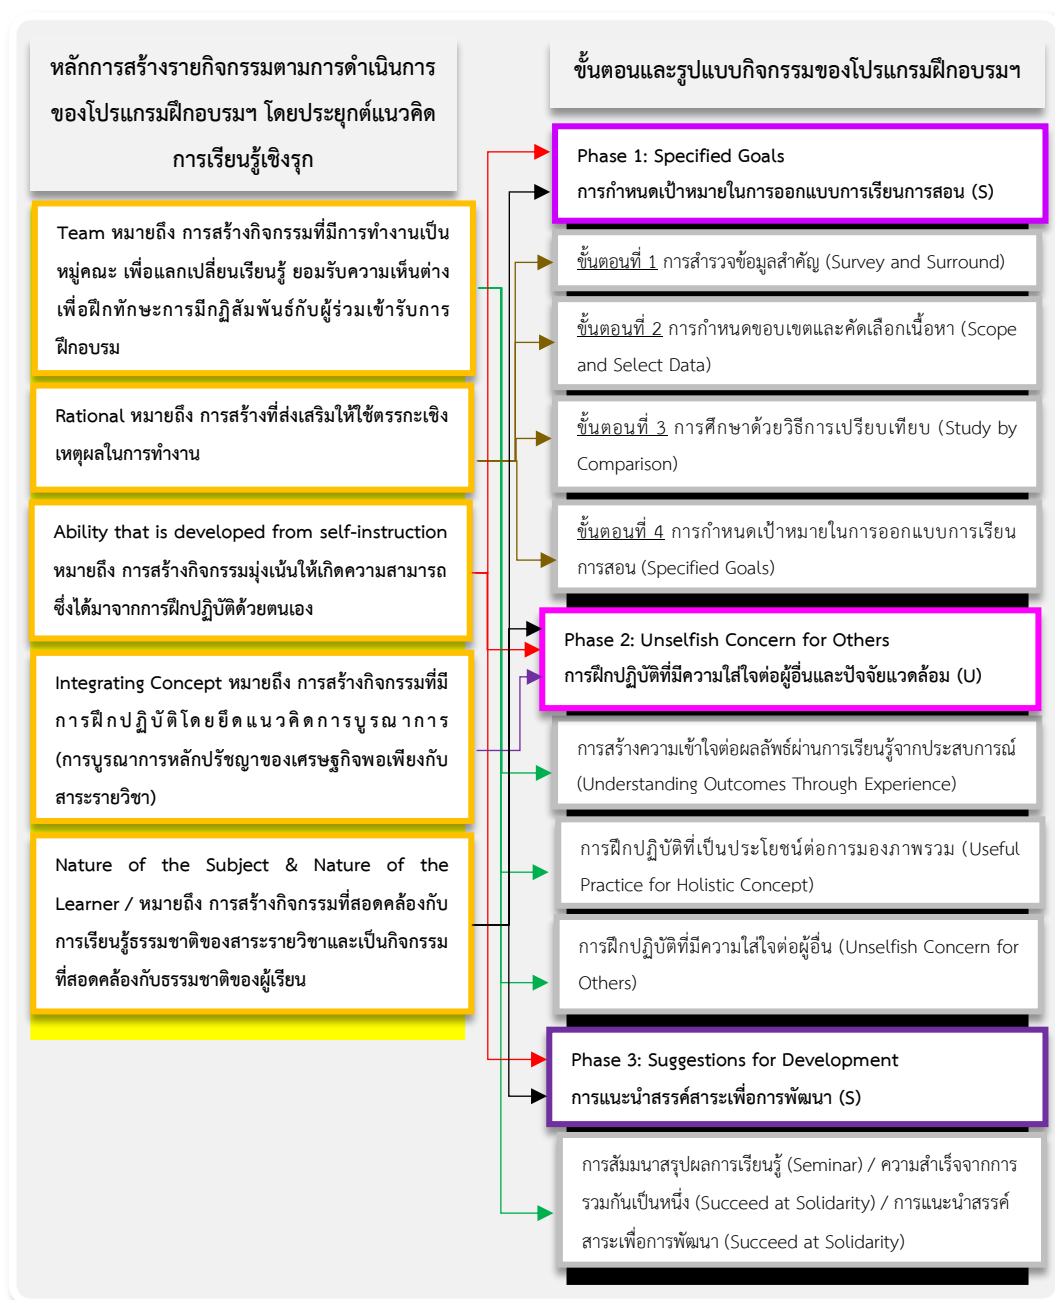 หลักการสร้างรายกิจกรรมตามการดำเนินการ
ของโปรแกรมฝึกอบรมฯ โดยประยุกต์แนวคิด
การเรียนรู้เชิงรุก
Team หมายถึง การสร้างกิจกรรมที่มีการทำงานเป็น
หมู่คณะ เพื่อแลกเปลี่ยนเรียนรู้ ยอมรับความเห็นต่าง
เพื่อฝึกทักษะการมีกฏิสัมพันธ์กับผู้ร่วมเข้ารับการ
ฝึกอบรม
Rational หมายถึง การสร้างที่ส่งเสริมให้ใช้ตรรกะเชิง
เหตุผลในการทำงาน
Ability that is developed from self-instruction
หมายถึง การสร้างกิจกรรมมุ่งเน้นให้เกิดความสามารถ
ซึ่งได้มาจากการฝึกปฏิบัติด้วยตนเอง
Integrating Concept หมายถึง การสร้างกิจกรรมที่มี
การฝึกปฏิบัติโดยยึดแนวคิดการบูรณาการ
(การบูรณาการหลักปรัชญาของเศรษฐกิจพอเพียงกับ
สาระรายวิชา)
Nature of the Subject & Nature of the
Learner / หมายถึง การสร้างกิจกรรมที่สอดคล้องกับ
การเรียนรู้ธรรมชาติของสาระรายวิชาและเป็นกิจกรรม
ที่สอดคล้องกับธรรมชาติของผู้เรียน
ขั้นตอนและรูปแบบกิจกรรมของโปรแกรมฝึกอบรมฯ
Phase 1: Specified Goals
การกำหนดเป้าหมายในการออกแบบการเรียนการสอน (S)
ขั้นตอนที่ 1 การสำรวจข้อมูลสำคัญ (Survey and Surround)
ขั้นตอนที่ 2 การกำหนดขอบเขตและคัดเลือกเนื้อหา (Scope
and Select Data)
ขั้นตอนที่ 3 การศึกษาด้วยวิธีการเปรียบเทียบ (Study by
Comparison)
ขั้นตอนที่ 4 การกำหนดเป้าหมายในการออกแบบการเรียน
การสอน (Specified Goals)
Phase 2: Unselfish Concern for Others
การฝึกปฏิบัติที่มีความใส่ใจต่อผู้อื่นและปัจจัยแวดล้อม (U)
การสร้างความเข้าใจต่อผลลัพธ์ผ่านการเรียนรู้จากประสบการณ์
(Understanding Outcomes Through Experience)
การฝึกปฏิบัติที่เป็นประโยชน์ต่อการมองภาพรวม (Useful
Practice for Holistic Concept)
การฝึกปฏิบัติที่มีความใส่ใจต่อผู้อื่น (Unselfish Concern for
Others)
Phase 3: Suggestions for Development
การแนะนำสรรค์สาระเพื่อการพัฒนา (S)
การสัมมนาสรุปผลการเรียนรู้ (Seminar) / ความสำเร็จจากการ
รวมกันเป็นหนึ่ง (Succeed at Solidarity) / การแนะนำสรรค์
สาระเพื่อการพัฒนา (Succeed at Solidarity)